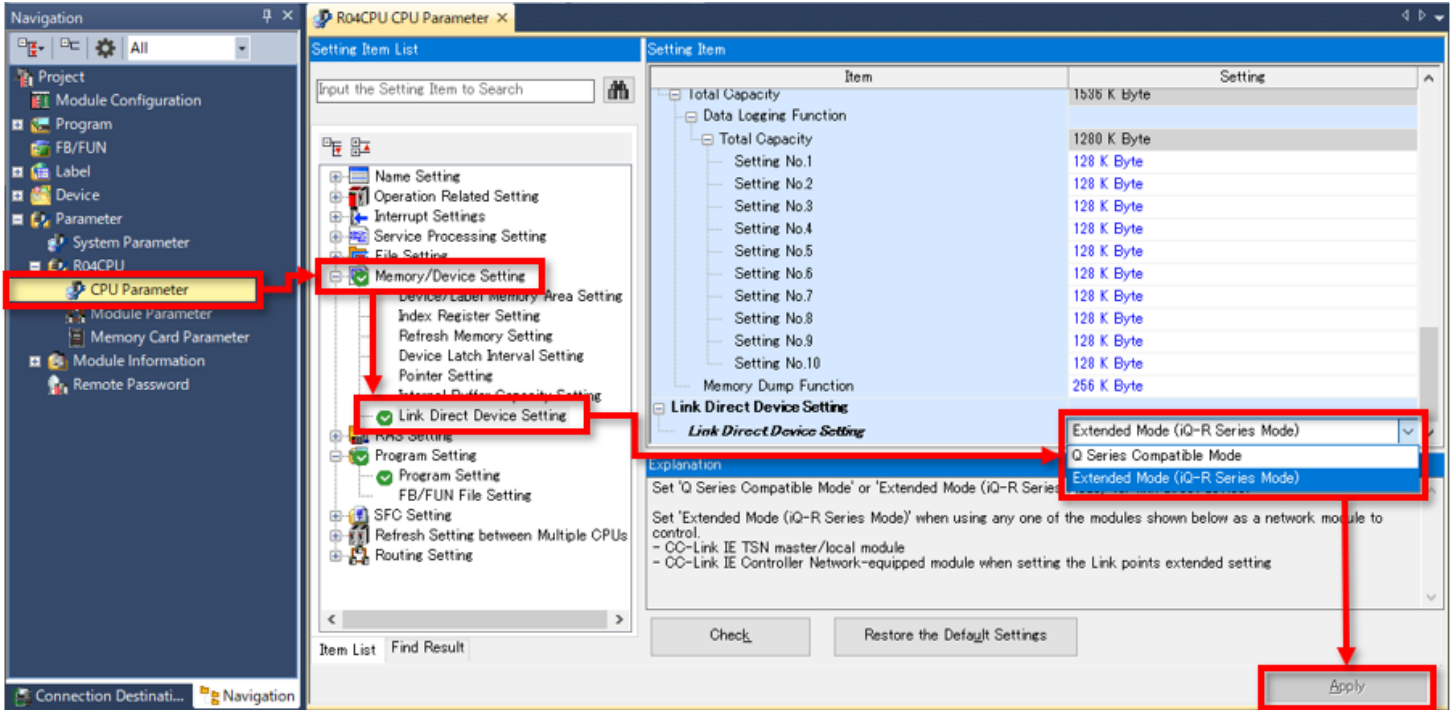 Navigation
All
Project
Module Configuration
Program
FB/FUN
Label
Device
Parameter
System Parameter
R04CPU
CPU Parameter
Module Parameter
Memory Card Parameter
Module Information
Remote Password
Connection Destinati...
Navigation
R04CPU CPU Parameter
Setting Item List
Input the Setting Item to Search
Name Setting
Operation Related Setting
Interrupt Settings
Service Processing Setting
File Setting
Memory/Device Setting
Device/Label Memory Area Setting
Index Register Setting
Refresh Memory Setting
Device Latch Interval Setting
Pointer Setting
Internal Buffer Capacity Setting
Link Direct Device Setting
RAS Setting
Program Setting
Program Setting
FB/FUN File Setting
SFC Setting
Refresh Setting between Multiple CPUs
Routing Setting
Item List
Find Result
Setting Item
Item Setting
Total Capacity 1536 K Byte
Data Logging Function
Total Capacity 1280 K Byte
Setting No.1 128 K Byte
Setting No.2 128 K Byte
Setting No.3 128 K Byte
Setting No.4 128 K Byte
Setting No.5 128 K Byte
Setting No.6 128 K Byte
Setting No.7 128 K Byte
Setting No.8 128 K Byte
Setting No.9 128 K Byte
Setting No.10 128 K Byte
Memory Dump Function 256 K Byte
Link Direct Device Setting
Link Direct Device Setting Extended Mode (iQ-R Series Mode)
Q Series Compatible Mode
Extended Mode (iQ-R Series Mode)
Explanation
Set 'Q Series Compatible Mode' or 'Extended Mode (iQ-R Series
Set 'Extended Mode (iQ-R Series Mode)' when using any one of the modules shown below as a network module to
control.
- CC-Link IE TSN master/local module
- CC-Link IE Controller Network-equipped module when setting the Link points extended setting
Check
Restore the Default Settings
Apply